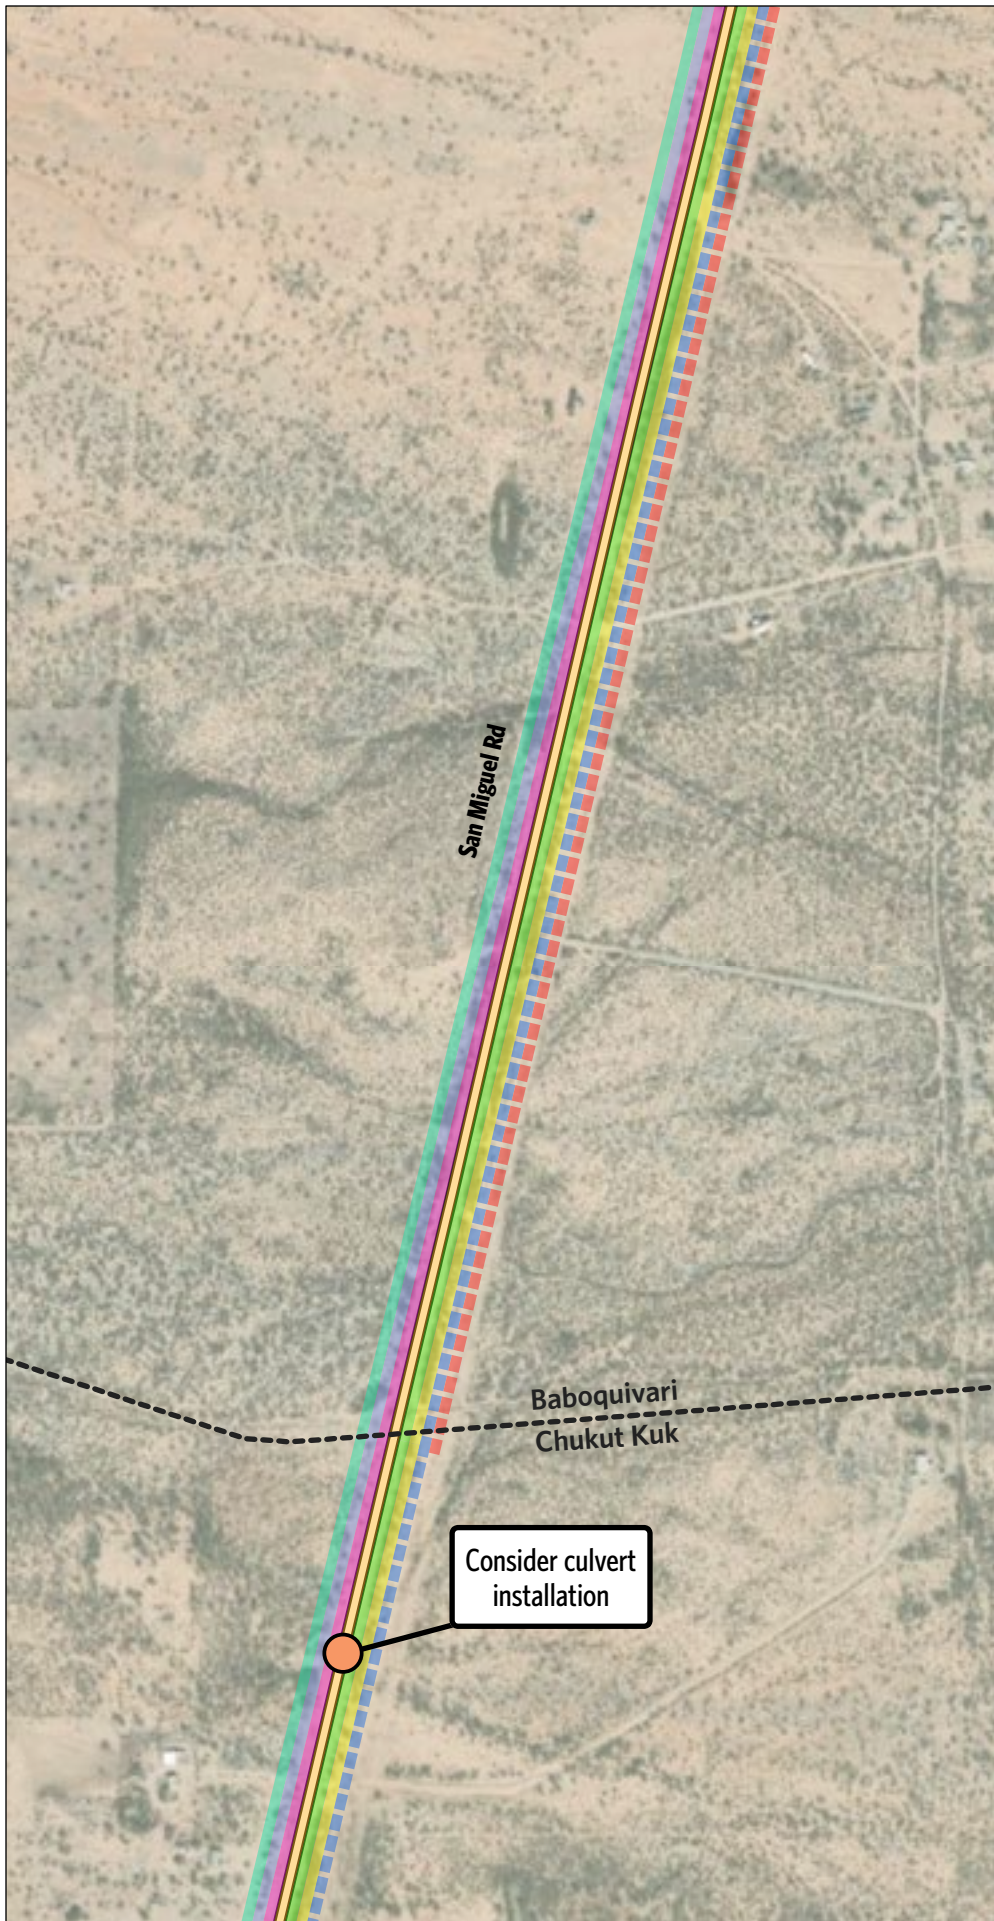 San Miguel Rd
Baboquivari
Chukut Kuk
Consider culvert
installation